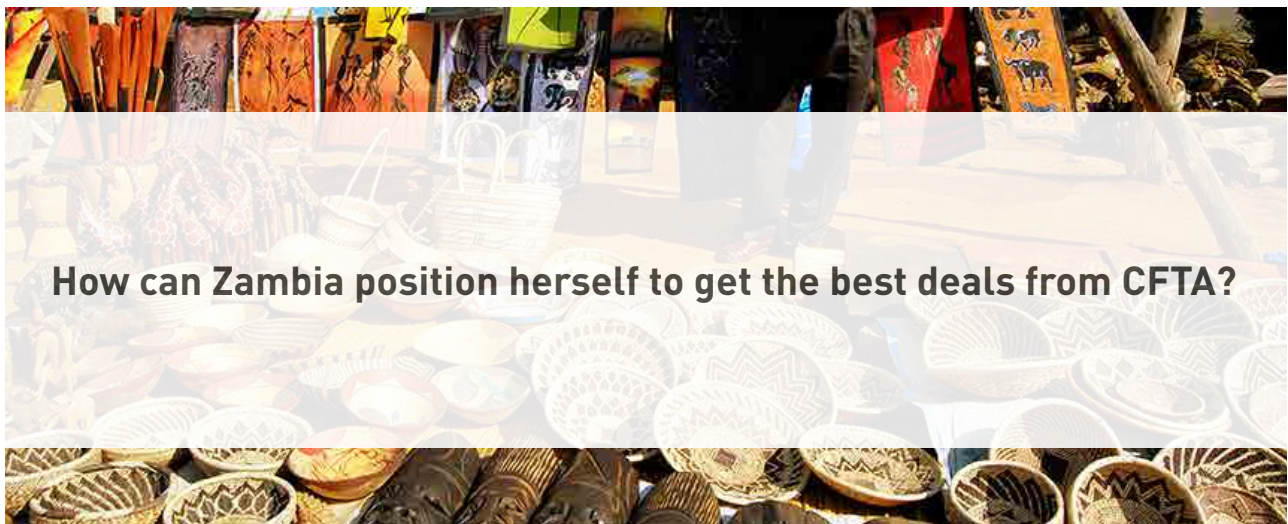 How can Zambia position herself to get the best deals from CFTA?